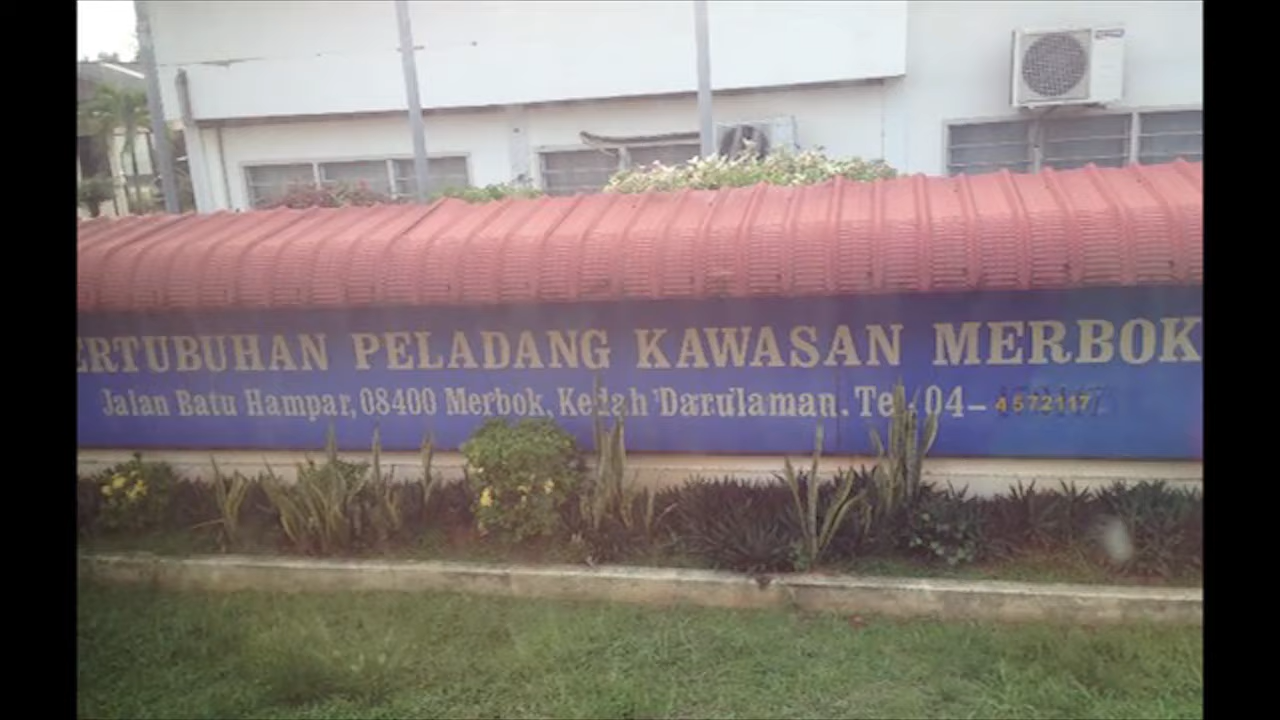 ERTUBUHAN PELADANG KAWASAN MERBOK
Jalan Batu Hampar, 08400 Merbok, Kedah Darulaman. Tel: 04-4572117